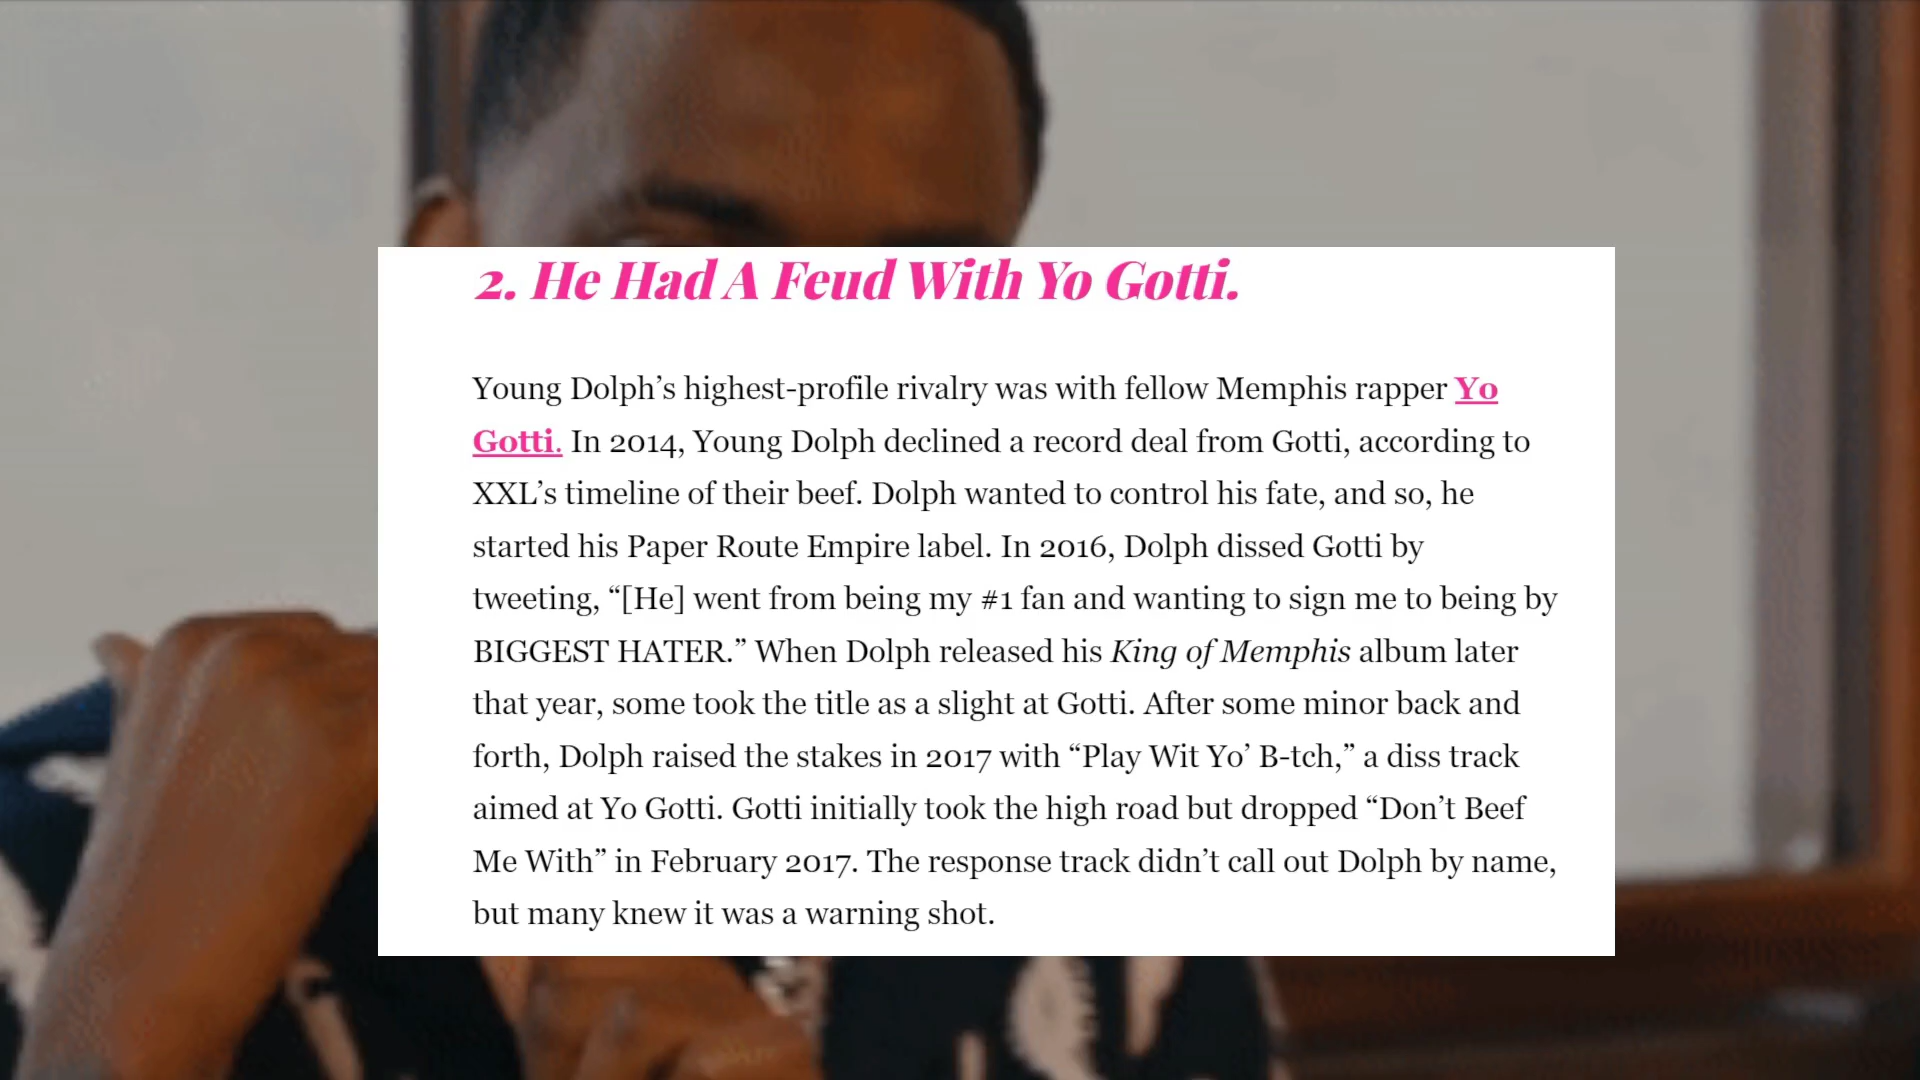 2. He Had A Feud With Yo Gotti.
Young Dolph’s highest-profile rivalry was with fellow Memphis rapper Yo
Gotti. In 2014, Young Dolph declined a record deal from Gotti, according to
XXL’s timeline of their beef. Dolph wanted to control his fate, and so, he
started his Paper Route Empire label. In 2016, Dolph dissed Gotti by
tweeting, “[He] went from being my #1 fan and wanting to sign me to being by
BIGGEST HATER.” When Dolph released his King of Memphis album later
that year, some took the title as a slight at Gotti. After some minor back and
forth, Dolph raised the stakes in 2017 with “Play Wit Yo’ B-tch,” a diss track
aimed at Yo Gotti. Gotti initially took the high road but dropped “Don’t Beef
Me With” in February 2017. The response track didn’t call out Dolph by name,
but many knew it was a warning shot.